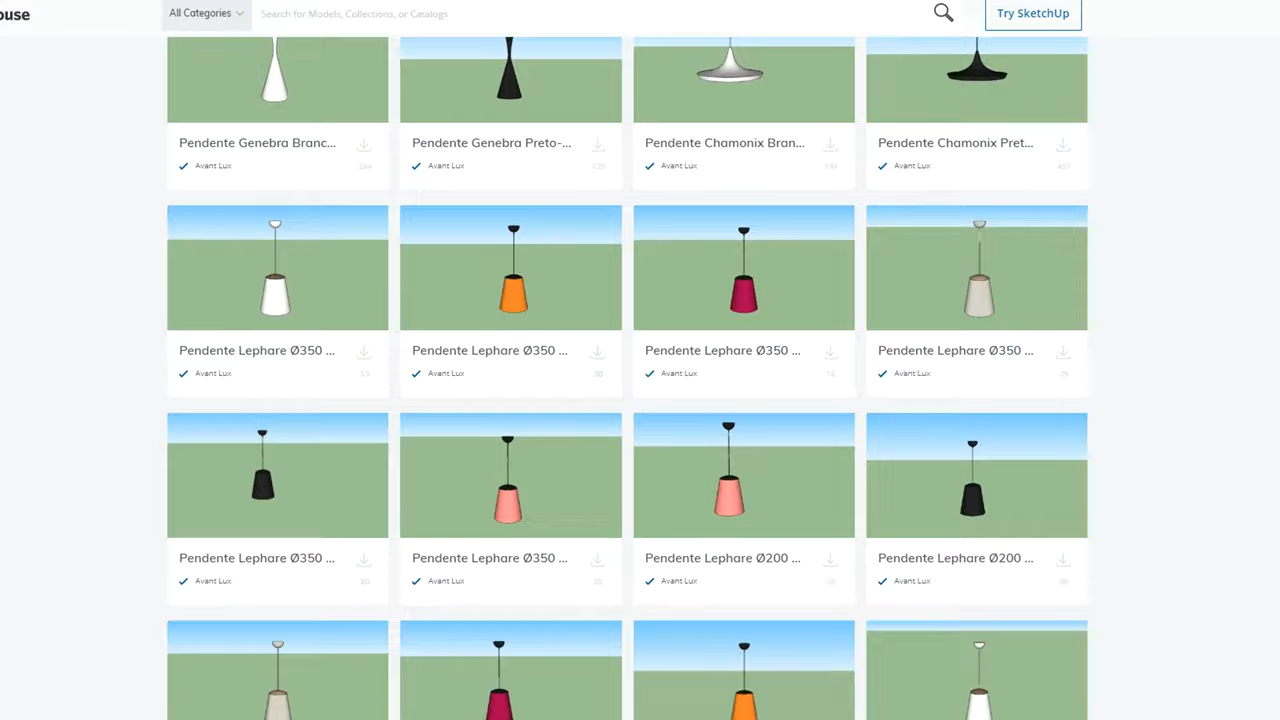 ouse
All Categories
Search for Models, Collections, or Catalogs
Try SketchUp
Pendente Genebra Branc...
Avant Lux
Pendente Genebra Preto-...
Avant Lux
Pendente Chamonix Bran...
Avant Lux
Pendente Chamonix Pret...
Avant Lux
Pendente Lephare Ø350 ...
Avant Lux
Pendente Lephare Ø350 ...
Avant Lux
Pendente Lephare Ø350 ...
Avant Lux
16
Pendente Lephare Ø350 ...
Avant Lux
Pendente Lephare Ø350 ...
Avant Lux
Pendente Lephare Ø350 ...
Avant Lux
Pendente Lephare Ø200 ...
Avant Lux
Pendente Lephare Ø200 ...
Avant Lux